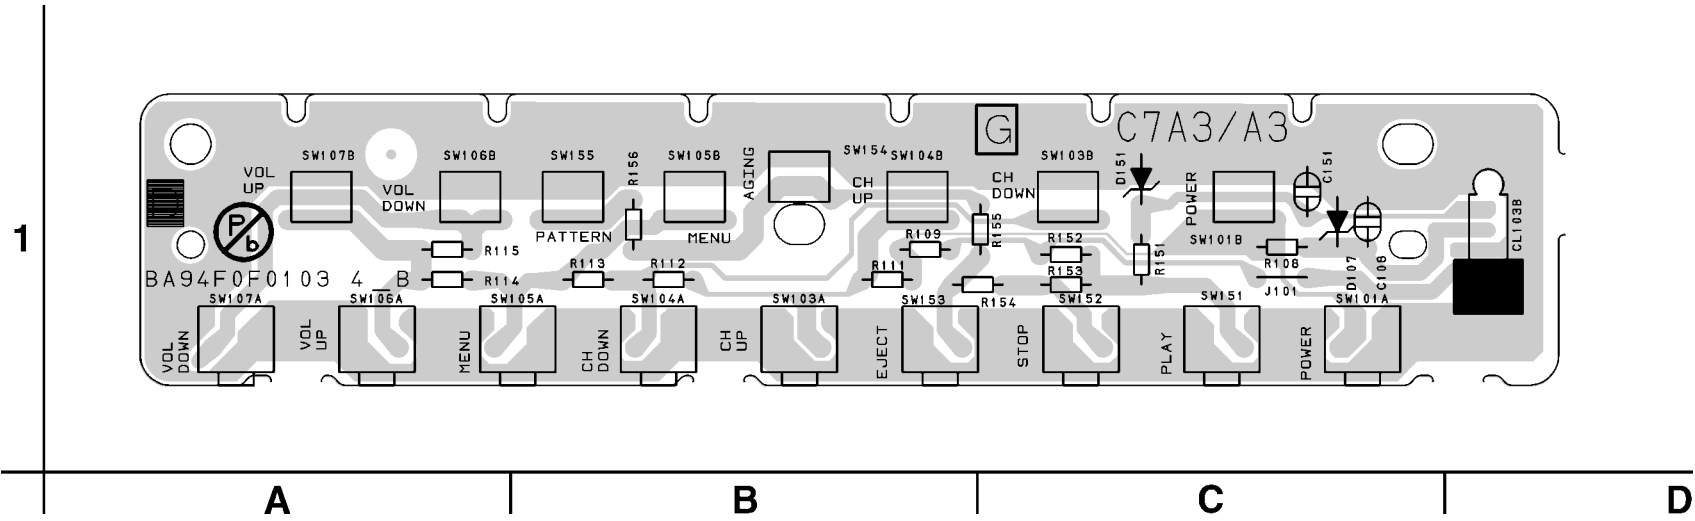 G
C7A3/A3
SW107B
SW106B
SW155
R156
SW105B
AGING
SW154
SW104B
SW103B
D151
C151
VOL
UP
VOL
DOWN
CH
UP
CH
DOWN
POWER
CL103B
Pb
PATTERN
MENU
R155
SW101B
1
R115
R109
R152
R151
R108
BA94F0F0103 4_B
R114
R113
R112
R111
R153
R154
J101
D107
C108
SW107A
SW106A
SW105A
SW104A
SW103A
SW153
SW152
SW151
SW101A
VOL
DOWN
VOL
UP
MENU
CH
DOWN
CH
UP
EJECT
STOP
PLAY
POWER
A
B
C
D